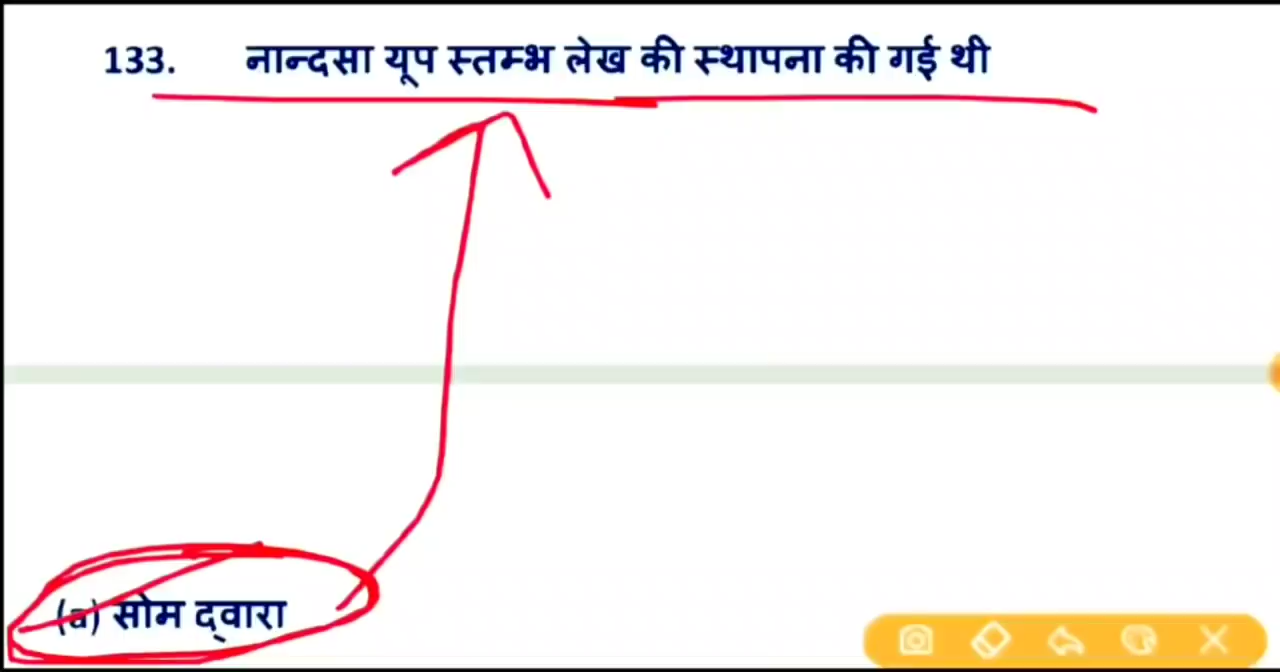 133. नान्दसा यूप स्तम्भ लेख की स्थापना की गई थी
(a) सोम द्वारा